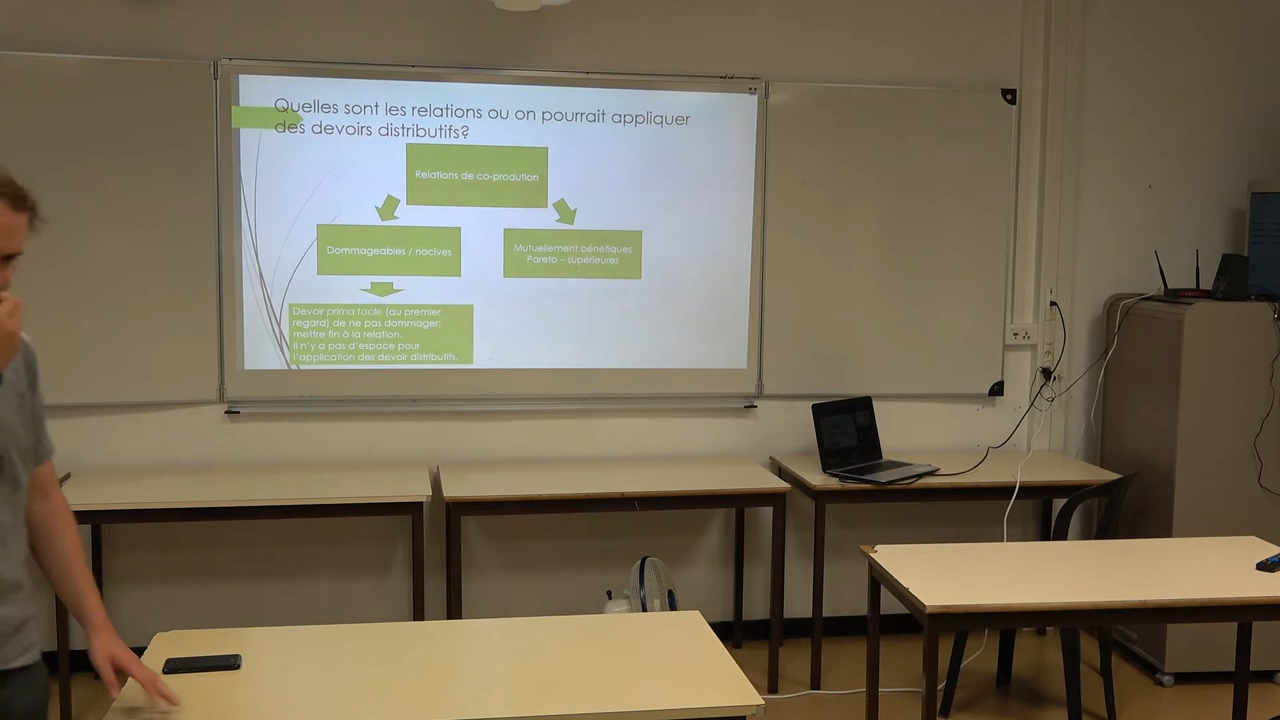 Quelles sont les relations ou on pourrait appliquer
des devoirs distributifs?
Relations de co-prodution
Dommageables / nocives
Mutuellement bénéfiques
Pareto – supérieures
Devoir prima facie (au premier
regard) de ne pas dommager:
mettre fin à la relation.
Il n'y a pas d'espace pour
l'application des devoir distributifs.